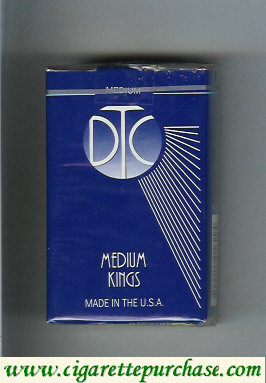 MEDIUM
DTC
MEDIUM
KINGS
MADE IN THE U.S.A.
www.cigarettepurchase.com